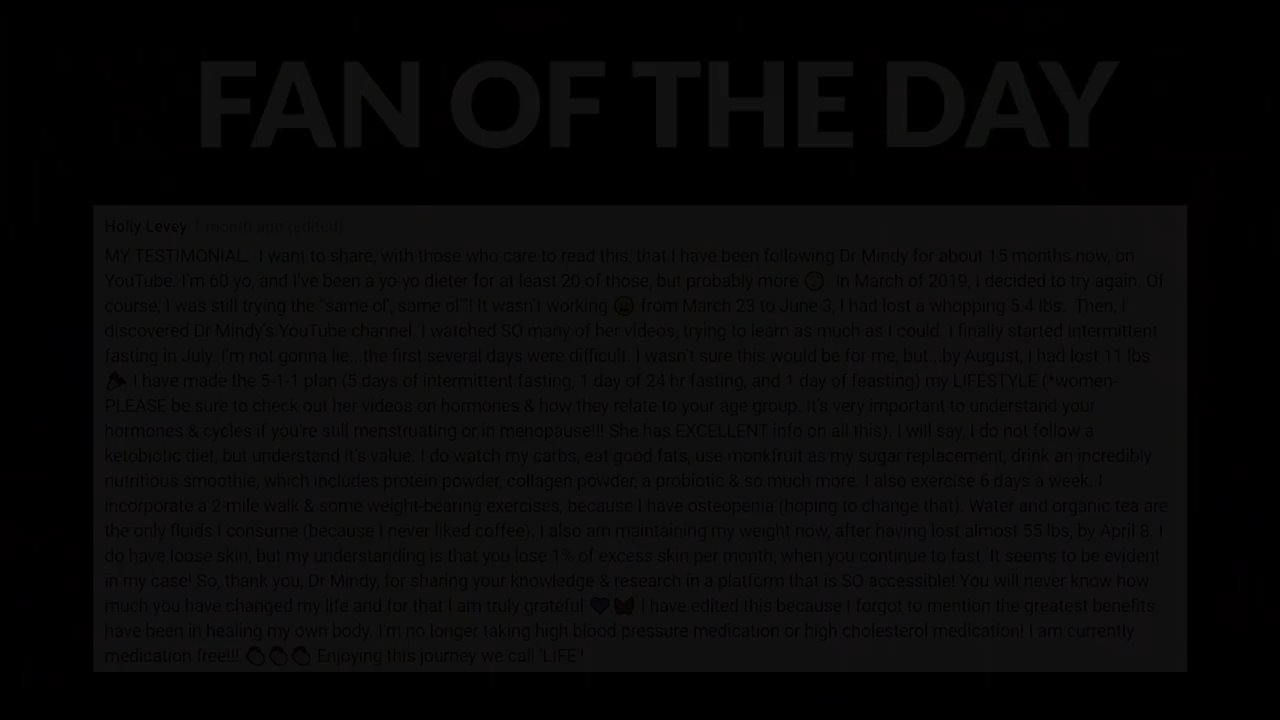 FAN OF THE DAY
Holly Levey 1 month ago (edited)
MY TESTIMONIAL. I want to share, with those who care to read this, that I have been following Dr Mindy for about 15 months now, on
YouTube. I'm 60 yo, and I've been a yo-yo dieter for at least 20 of those, but probably more 😳 In March of 2019, I decided to try again. Of
course, I was still trying the "same ol', same ol'"! It wasn't working 😩 from March 23 to June 3, I had lost a whopping 5.4 lbs. Then, i
discovered Dr Mindy's YouTube channel. I watched SO many of her videos, trying to learn as much as I could. I finally started intermittent
fasting in July. I'm not gonna lie...the first several days were difficult. I wasn't sure this would be for me, but...by August, i had lost 11 lbs
🎉 I have made the 5-1-1 plan (5 days of intermittent fasting, 1 day of 24 hr fasting, and 1 day of feasting) my LIFESTYLE (*women-
PLEASE be sure to check out her videos on hormones & how they relate to your age group. It's very important to understand your
hormones & cycles if you're still menstruating or in menopause!!! She has EXCELLENT info on all this). I will say, I do not follow a
ketobiotic diet, but understand it's value. I do watch my carbs, eat good fats, use monkfruit as my sugar replacement, drink an incredibly
nutritious smoothie, which includes protein powder, collagen powder, a probiotic & so much more. I also exercise 6 days a week. I
incorporate a 2-mile walk & some weight-bearing exercises, because I have osteopenia (hoping to change that). Water and organic tea are
the only fluids I consume (because I never liked coffee). I also am maintaining my weight now, after having lost almost 55 lbs, by April 8. I
do have loose skin, but my understanding is that you lose 1% of excess skin per month, when you continue to fast. It seems to be evident
in my case! So, thank you, Dr Mindy, for sharing your knowledge & research in a platform that is SO accessible! You will never know how
much you have changed my life and for that I am truly grateful 💙🦋 I have edited this because I forgot to mention the greatest benefits
have been in healing my own body. I'm no longer taking high blood pressure medication or high cholesterol medication! I am currently
medication free!!! 👏👏👏 Enjoying this journey we call 'LIFE'!